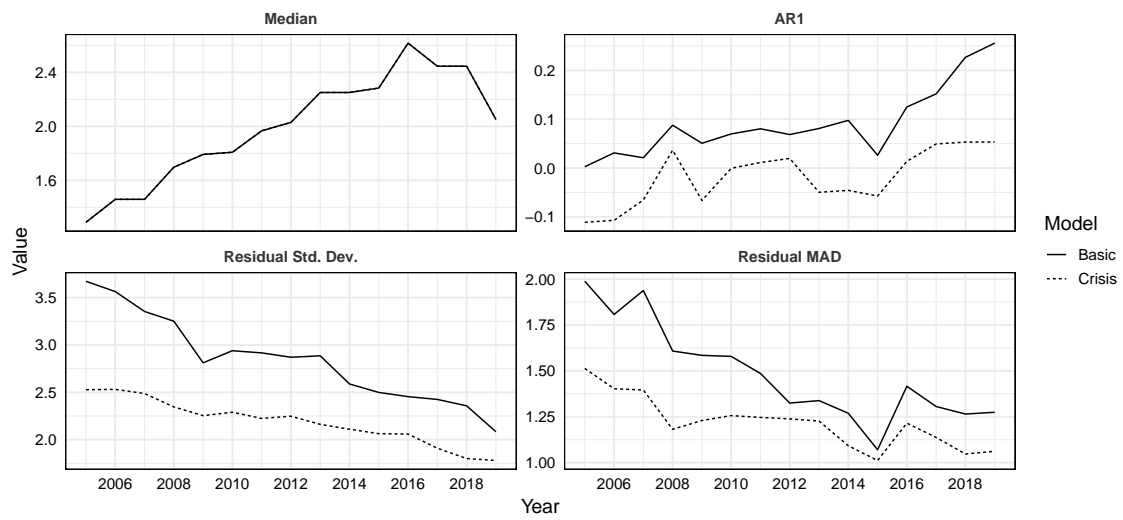 Median
AR1
2.4
2.0
1.6
0.2
0.1
0.0
−0.1
Residual Std. Dev.
Residual MAD
3.5
3.0
2.5
2.0
2.00
1.75
1.50
1.25
1.00
2006 2008 2010 2012 2014 2016 2018
2006 2008 2010 2012 2014 2016 2018
Year
Value
Model
Basic
Crisis